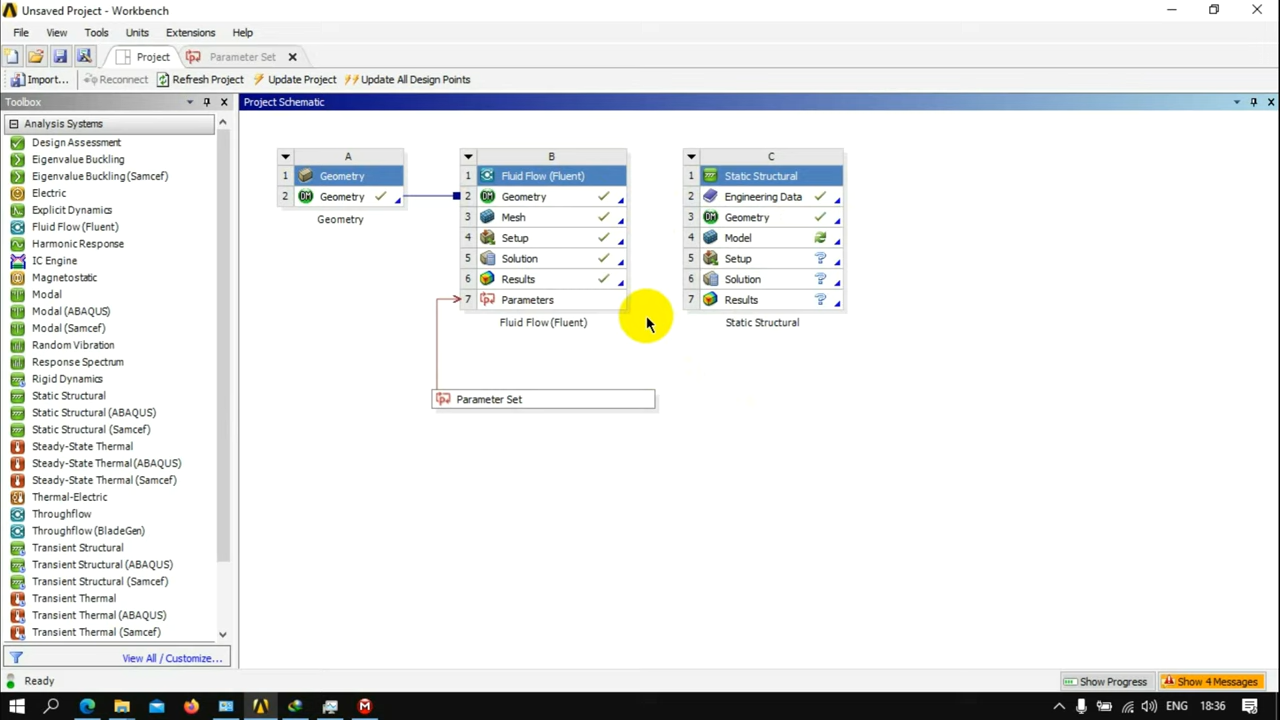 Unsaved Project - Workbench
File View Tools Units Extensions Help
Project Parameter Set
Import... Reconnect Refresh Project Update Project Update All Design Points
Toolbox
Project Schematic
Analysis Systems
Design Assessment
Eigenvalue Buckling
Eigenvalue Buckling (Samcef)
Electric
Explicit Dynamics
Fluid Flow (Fluent)
Harmonic Response
IC Engine
Magnetostatic
Modal
Modal (ABAQUS)
Modal (Samcef)
Random Vibration
Response Spectrum
Rigid Dynamics
Static Structural
Static Structural (ABAQUS)
Static Structural (Samcef)
Steady-State Thermal
Steady-State Thermal (ABAQUS)
Steady-State Thermal (Samcef)
Thermal-Electric
Throughflow
Throughflow (BladeGen)
Transient Structural
Transient Structural (ABAQUS)
Transient Structural (Samcef)
Transient Thermal
Transient Thermal (ABAQUS)
Transient Thermal (Samcef)
View All / Customize...
A
1 Geometry
2 Geometry
Geometry
B
1 Fluid Flow (Fluent)
2 Geometry
3 Mesh
4 Setup
5 Solution
6 Results
7 Parameters
Fluid Flow (Fluent)
C
1 Static Structural
2 Engineering Data
3 Geometry
4 Model
5 Setup
6 Solution
7 Results
Static Structural
Parameter Set
Ready
Show Progress
Show 4 Messages
ENG 18:36